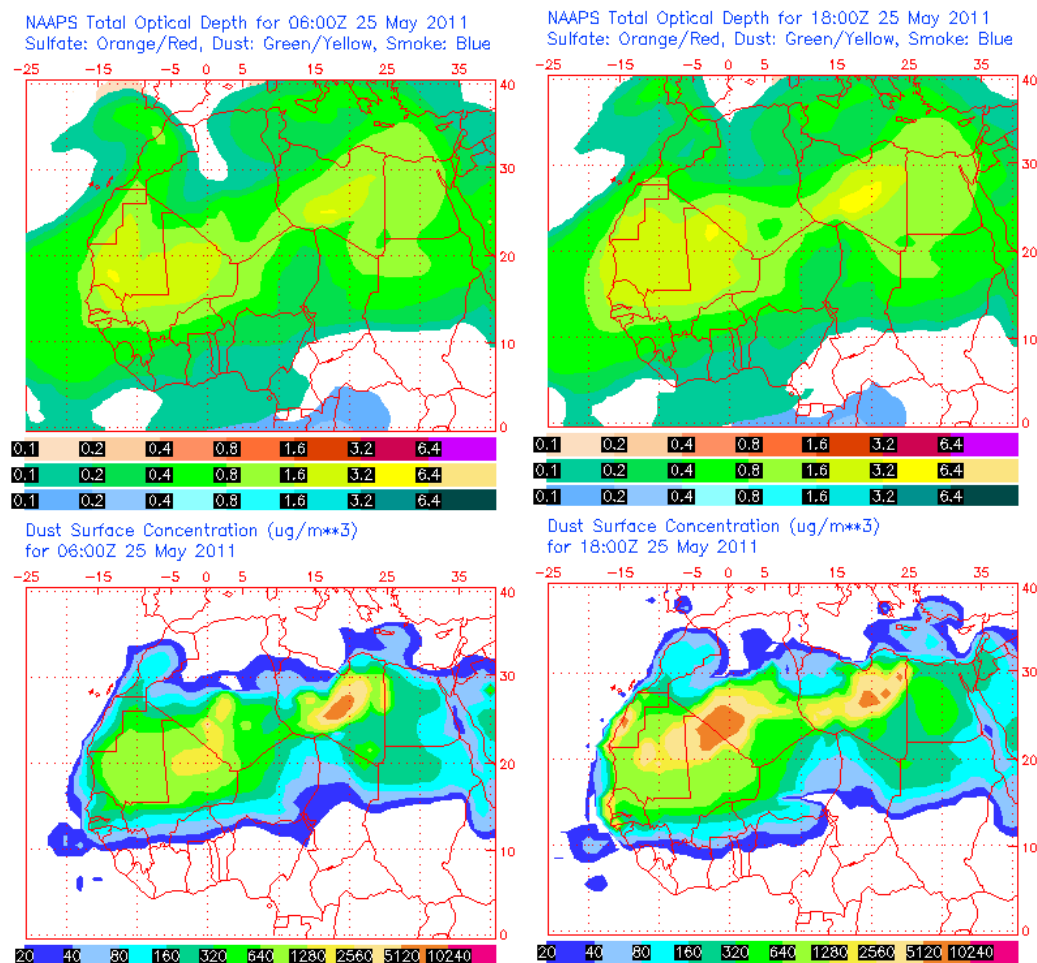 NAAPS Total Optical Depth for 06:00Z 25 May 2011
Sulfate: Orange/Red, Dust: Green/Yellow, Smoke: Blue
-25 -15 -5 0 5 15 25 35
40
30
20
10
0
0.1 0.2 0.4 0.8 1.6 3.2 6.4
0.1 0.2 0.4 0.8 1.6 3.2 6.4
0.1 0.2 0.4 0.8 1.6 3.2 6.4
NAAPS Total Optical Depth for 18:00Z 25 May 2011
Sulfate: Orange/Red, Dust: Green/Yellow, Smoke: Blue
-25 -15 -5 0 5 15 25 35
40
30
20
10
0
0.1 0.2 0.4 0.8 1.6 3.2 6.4
0.1 0.2 0.4 0.8 1.6 3.2 6.4
0.1 0.2 0.4 0.8 1.6 3.2 6.4
Dust Surface Concentration (ug/m**3)
for 06:00Z 25 May 2011
-25 -15 -5 0 5 15 25 35
40
30
20
10
0
20 40 80 160 320 640 1280 2560 5120 10240
Dust Surface Concentration (ug/m**3)
for 18:00Z 25 May 2011
-25 -15 -5 0 5 15 25 35
40
30
20
10
0
20 40 80 160 320 640 1280 2560 5120 10240